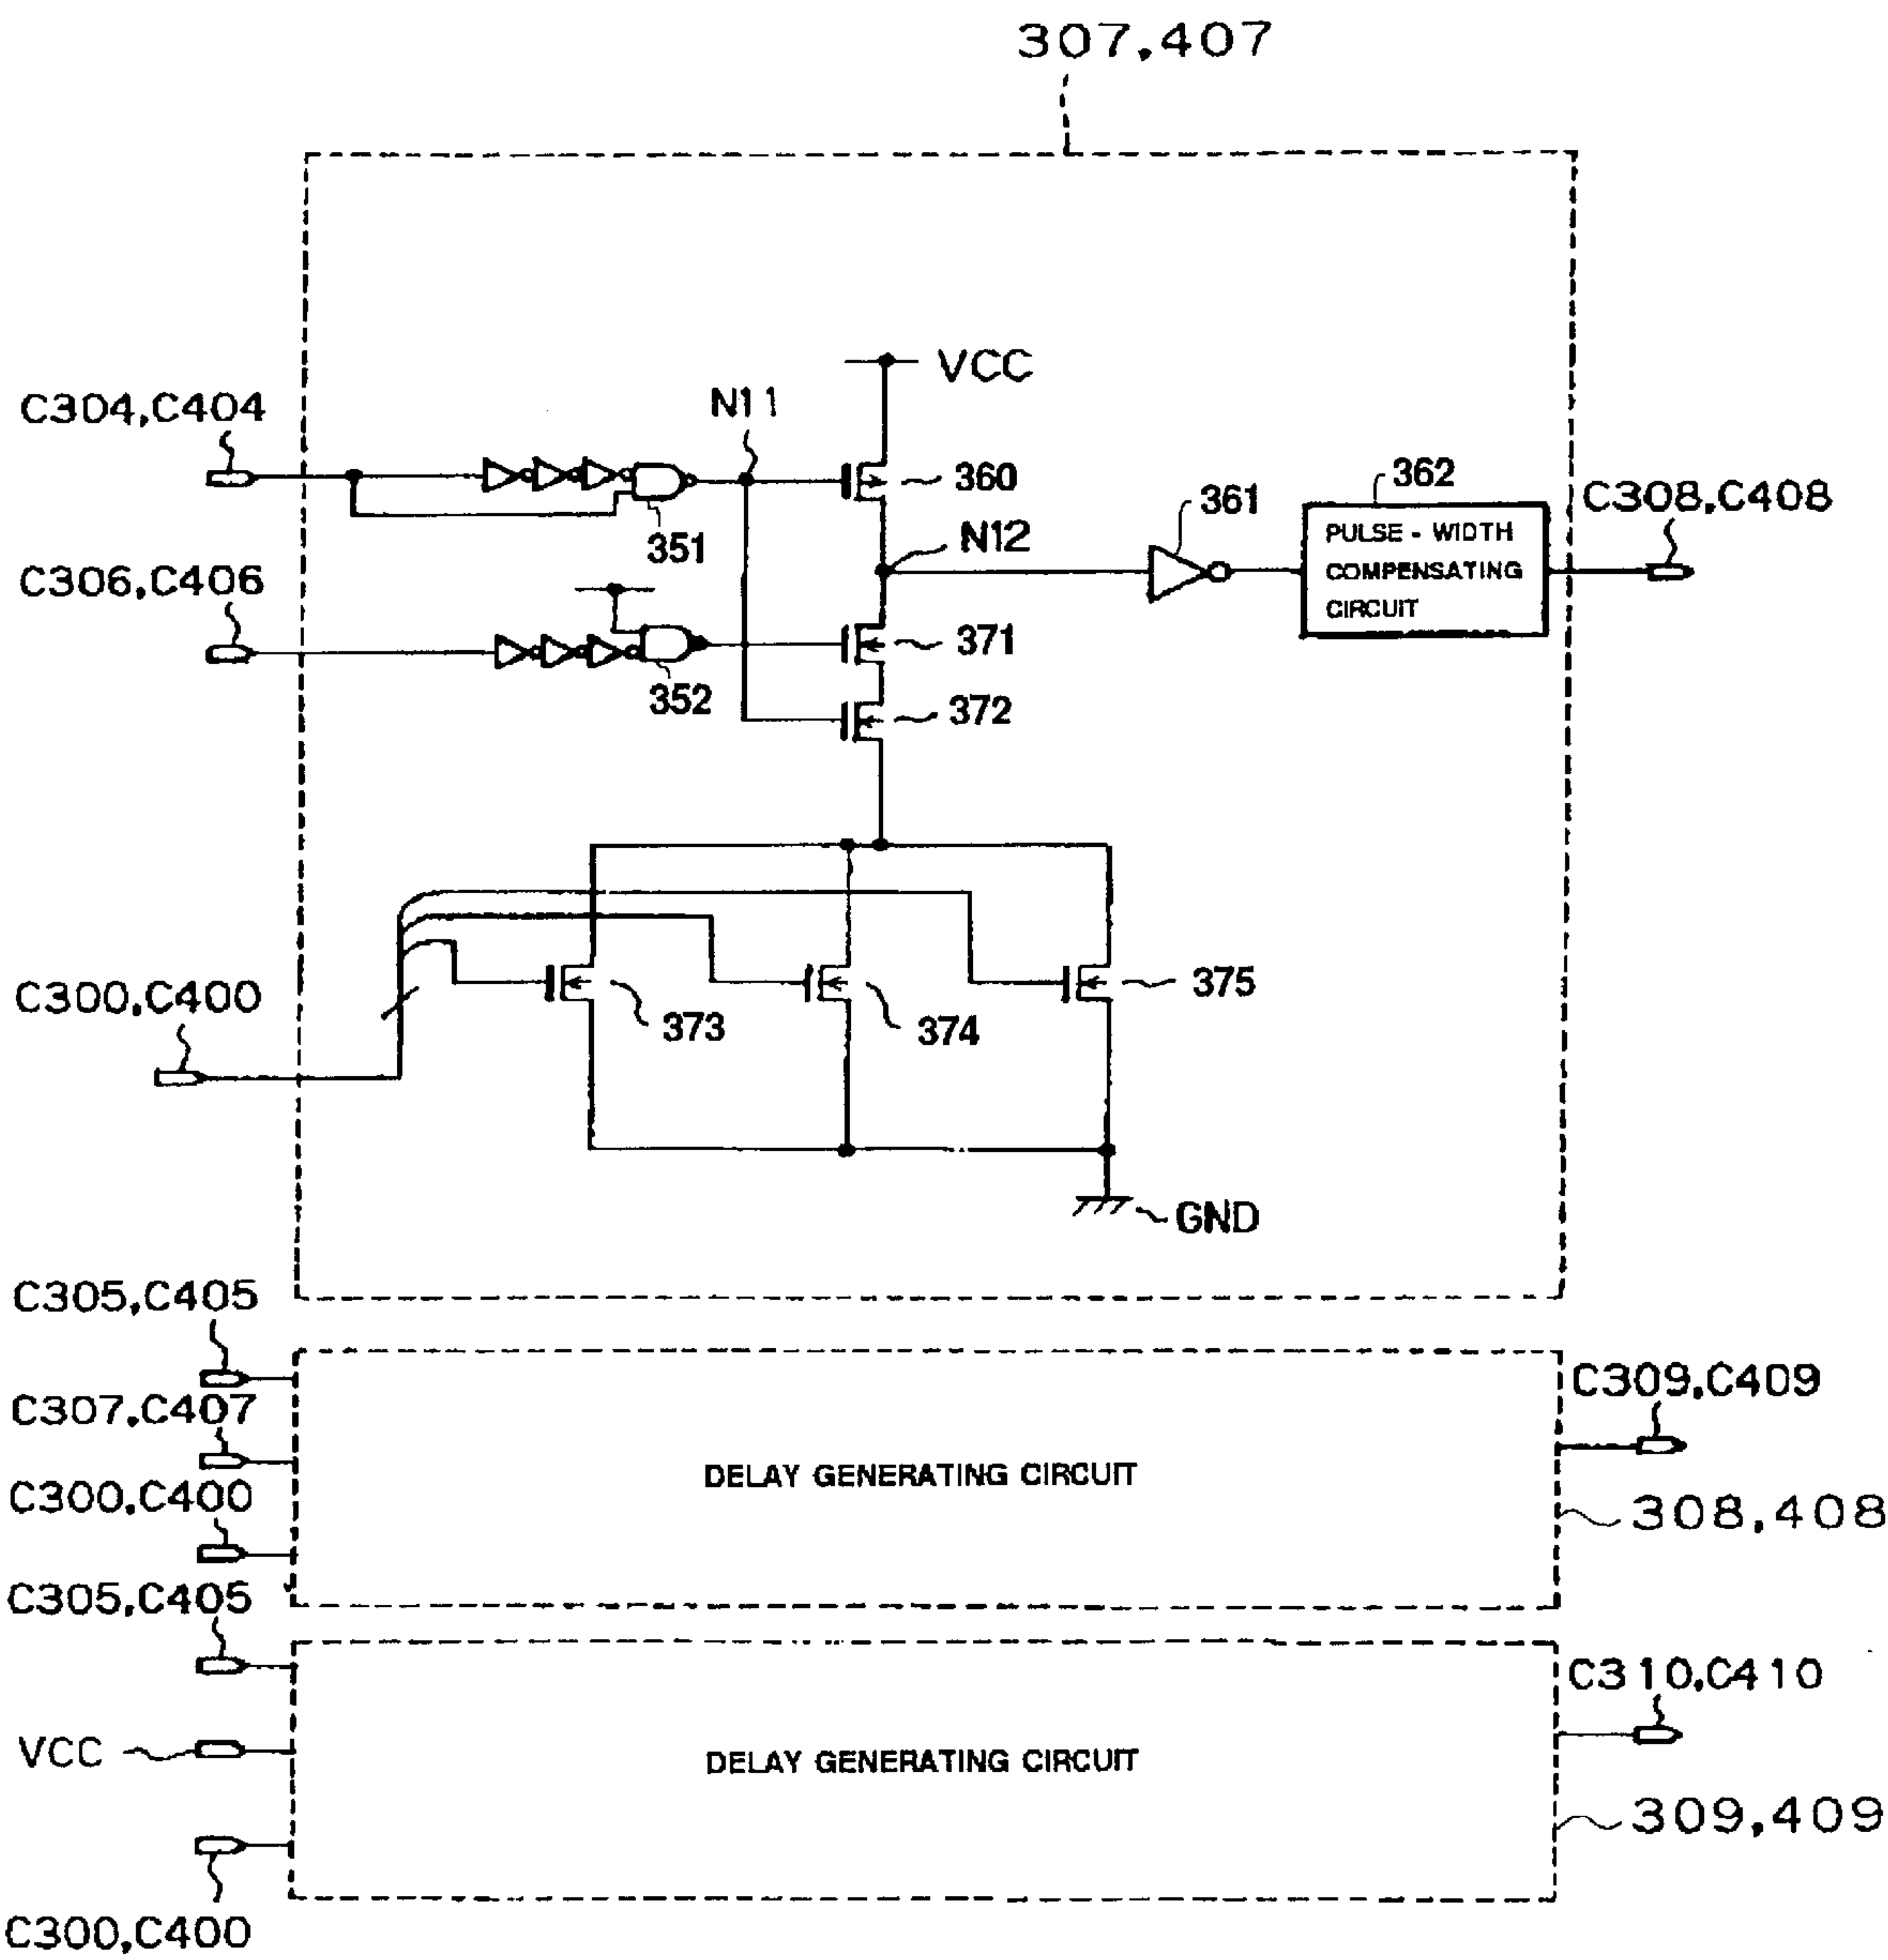 307,407
VCC
C304,C404
N11
360
361
362
C308,C408
351
N12
PULSE - WIDTH
COMPENSATING
CIRCUIT
C306,C406
371
352
372
C300,C400
373
374
375
GND
C305,C405
C307,C407
C309,C409
DELAY GENERATING CIRCUIT
C300,C400
308,408
C305,C405
C310,C410
VCC
DELAY GENERATING CIRCUIT
309,409
C300,C400